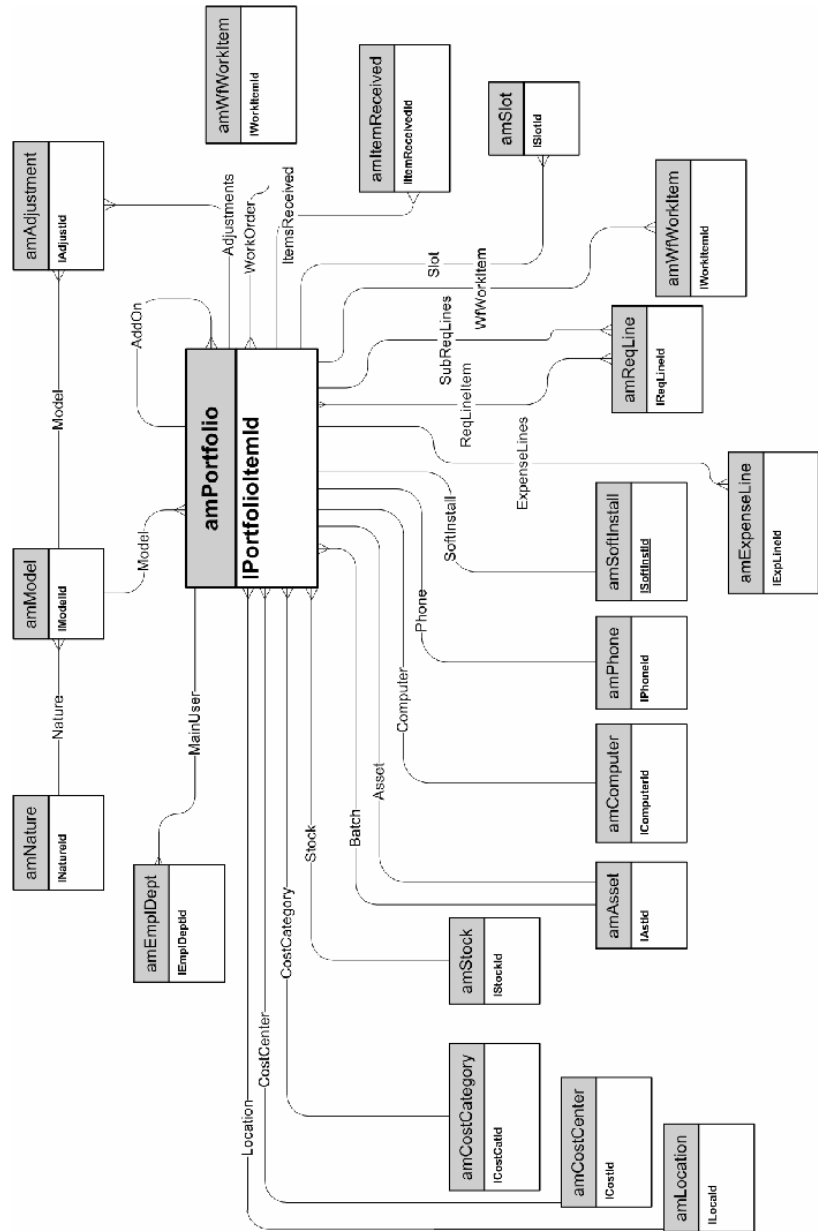 amNature
lNatureId
Nature
amModel
lModelId
Model
amAdjustment
lAdjustId
Model
AddOn
amEmplDept
lEmplDeptId
MainUser
amPortfolio
lPortfolioItemId
Adjustments
WorkOrder
ItemsReceived
amWfWorkItem
lWorkItemId
Location
CostCenter
CostCategory
Stock
Batch
Asset
Computer
Phone
SoftInstall
ExpenseLines
ReqLineItem
SubReqLines
WfWorkItem
Slot
amItemReceived
lItemReceivedId
amSlot
lSlotId
amCostCategory
lCostCatId
amStock
lStockId
amCostCenter
lCostId
amAsset
lAstId
amComputer
lComputerId
amPhone
lPhoneId
amSoftInstall
lSoftInstId
amReqLine
lReqLineId
amLocation
lLocaId
amWfWorkItem
lWorkItemId
amExpenseLine
lExpLineId